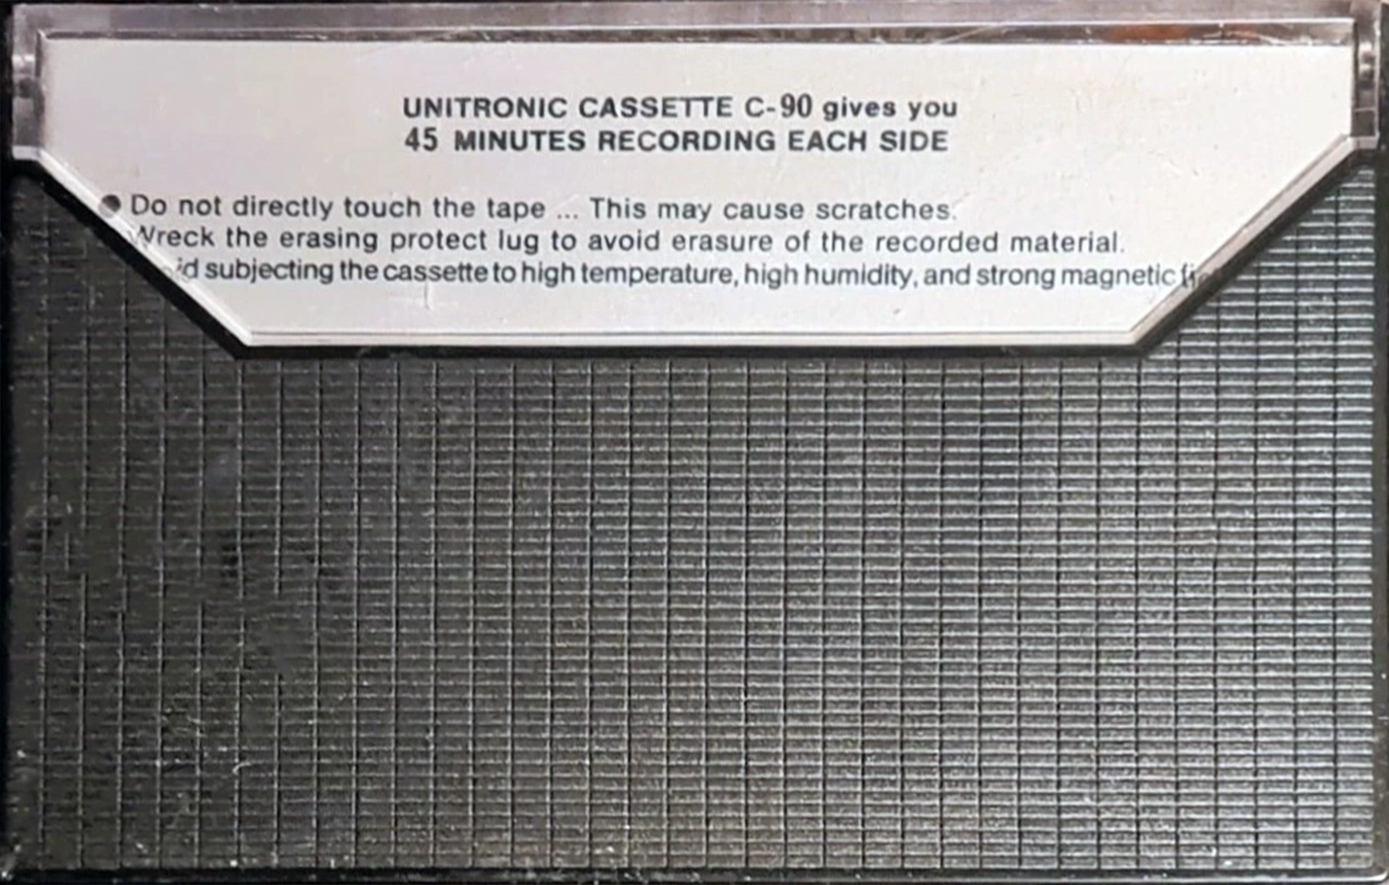 UNITRONIC CASSETTE C-90 gives you
45 MINUTES RECORDING EACH SIDE
● Do not directly touch the tape ... This may cause scratches.
Wreck the erasing protect lug to avoid erasure of the recorded material.
subjecting the cassette to high temperature, high humidity, and strong magnetic